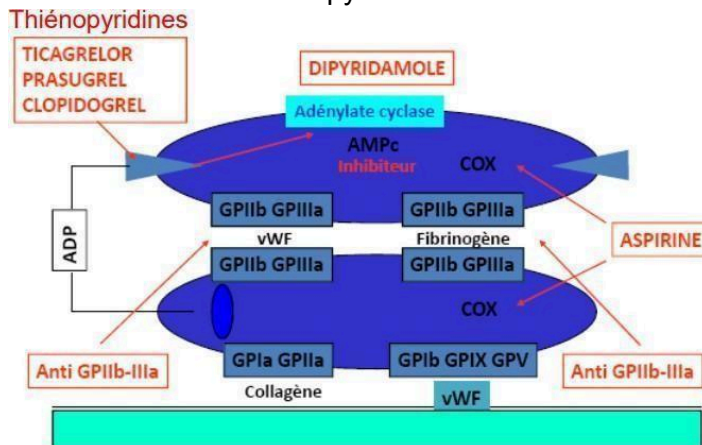 Thiénopyridines
TICAGRELOR
PRASUGREL
CLOPIDOGREL
DIPYRIDAMOLE
Adénylate cyclase
AMPc
Inhibiteur
COX
GPIIb GPIIIa
GPIIb GPIIIa
vWF
Fibrinogène
ADP
ASPIRINE
GPIIb GPIIIa
GPIIb GPIIIa
COX
Anti GPIIb-IIIa
GPIa GPIIa
GPIb GPIX GPV
Anti GPIIb-IIIa
Collagène
vWF